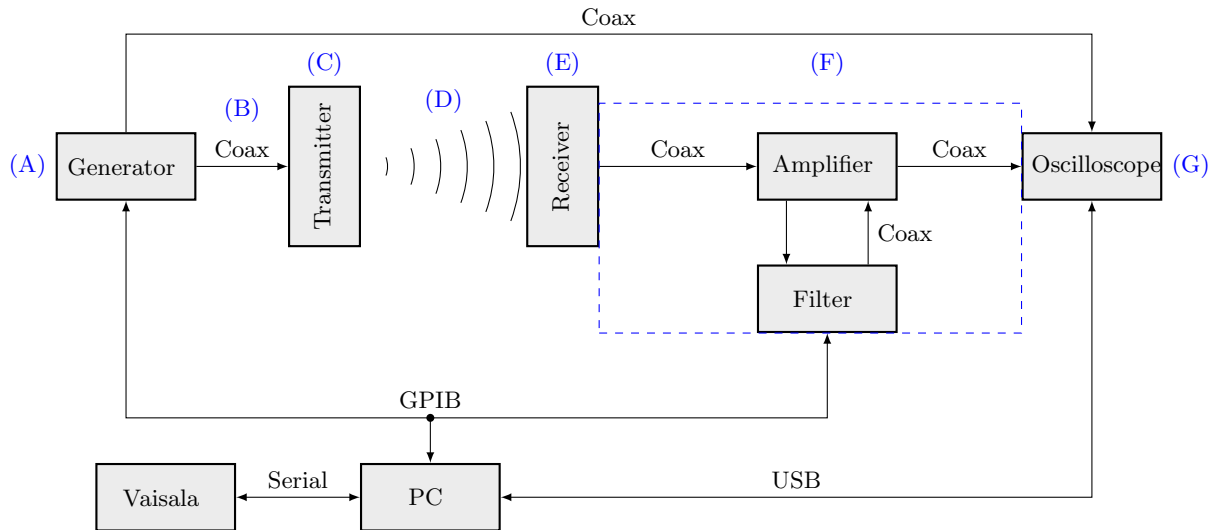 Coax
(C)
(E)
(F)
(B)
(D)
(A)
Generator
Coax
Transmitter
Receiver
Coax
Amplifier
Coax
Oscilloscope
(G)
Coax
Filter
GPIB
Vaisala
Serial
PC
USB